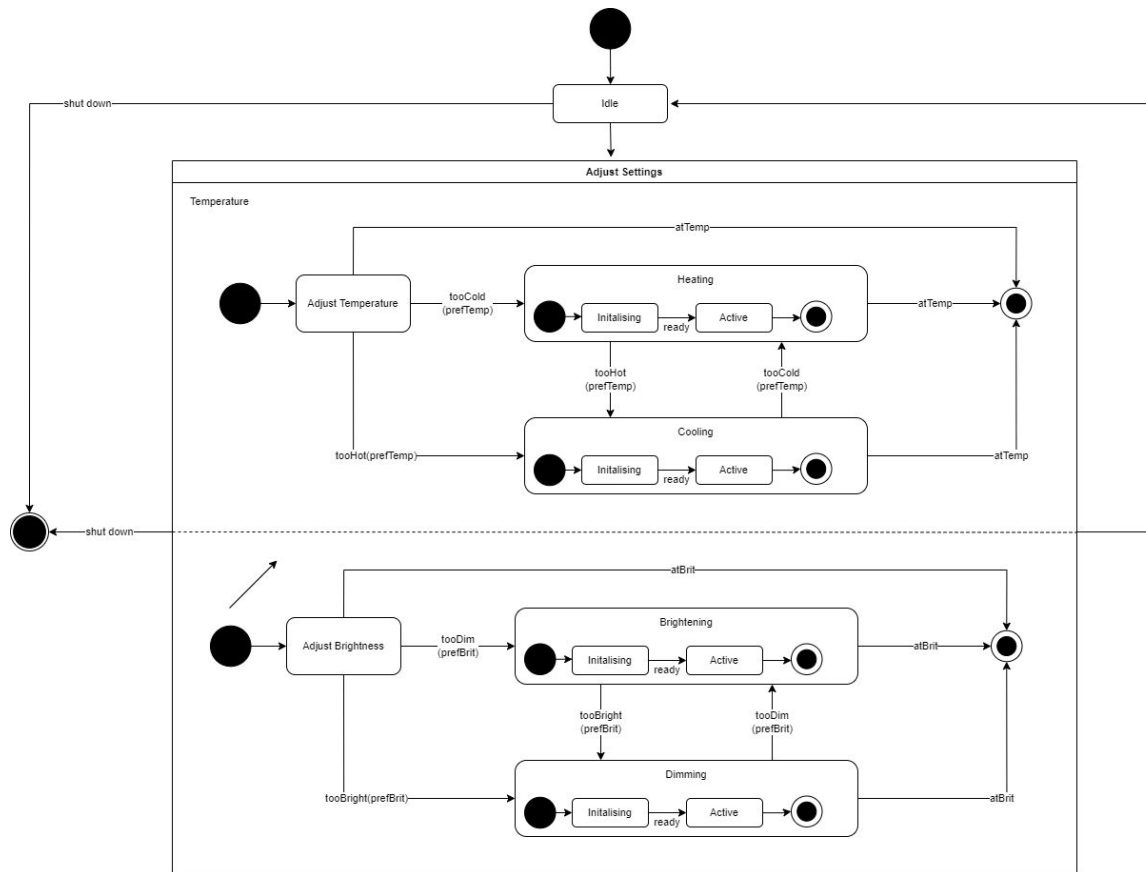 Idle
shut down
Adjust Settings
Temperature
atTemp
Heating
Adjust Temperature
tooCold
(prefTemp)
atTemp
Initalising
ready
Active
tooHot
(prefTemp)
tooCold
(prefTemp)
Cooling
tooHot(prefTemp)
atTemp
Initalising
ready
Active
shut down
atBrit
Brightening
Adjust Brightness
tooDim
(prefBrit)
atBrit
Initalising
ready
Active
tooBright
(prefBrit)
tooDim
(prefBrit)
Dimming
tooBright(prefBrit)
atBrit
Initalising
ready
Active